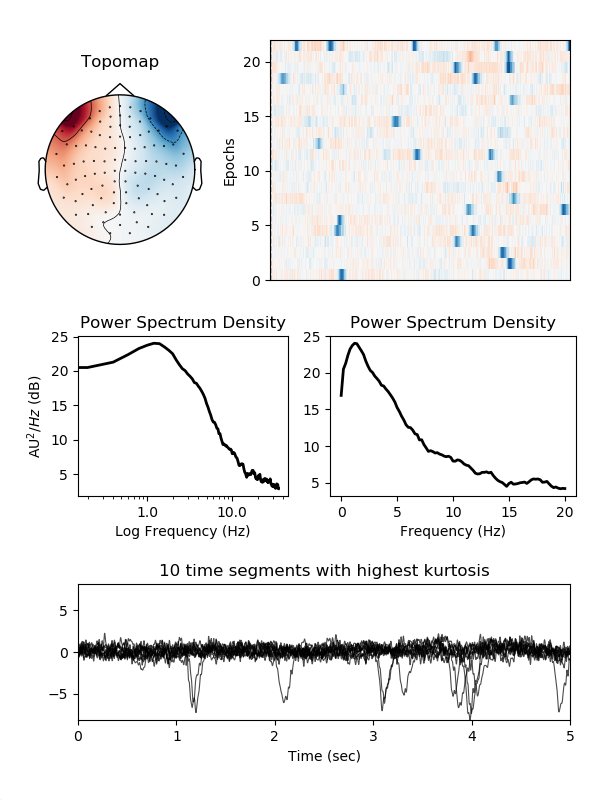 Topomap
Epochs
20
15
10
5
0
Power Spectrum Density
AU²/Hz (dB)
25
20
15
10
5
1.0 10.0
Log Frequency (Hz)
Power Spectrum Density
25
20
15
10
5
0 5 10 15 20
Frequency (Hz)
10 time segments with highest kurtosis
5
0
−5
0 1 2 3 4 5
Time (sec)